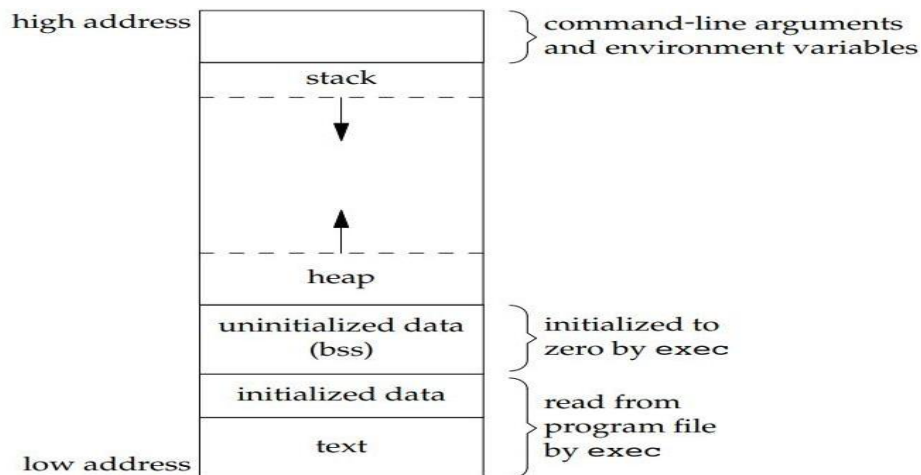 high address
command-line arguments
and environment variables
stack
heap
uninitialized data
(bss)
initialized to
zero by exec
initialized data
read from
program file
by exec
text
low address